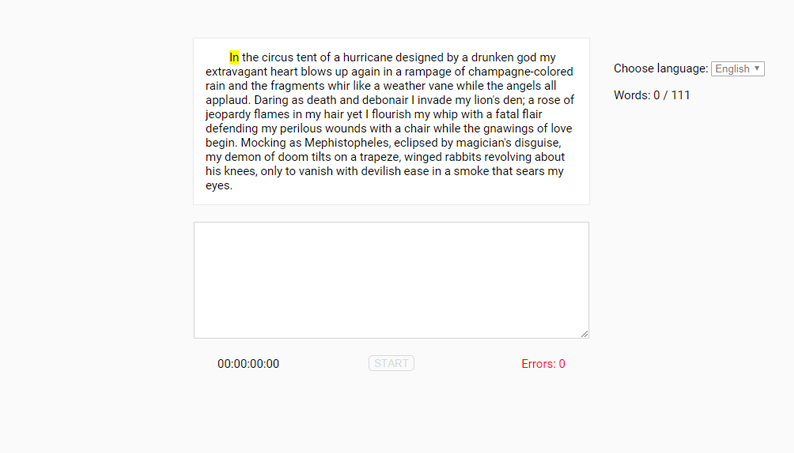 In the circus tent of a hurricane designed by a drunken god my
extravagant heart blows up again in a rampage of champagne-colored
rain and the fragments whir like a weather vane while the angels all
applaud. Daring as death and debonair I invade my lion's den; a rose of
jeopardy flames in my hair yet I flourish my whip with a fatal flair
defending my perilous wounds with a chair while the gnawings of love
begin. Mocking as Mephistopheles, eclipsed by magician's disguise,
my demon of doom tilts on a trapeze, winged rabbits revolving about
his knees, only to vanish with devilish ease in a smoke that sears my
eyes.
Choose language: English
Words: 0 / 111
00:00:00:00
START
Errors: 0